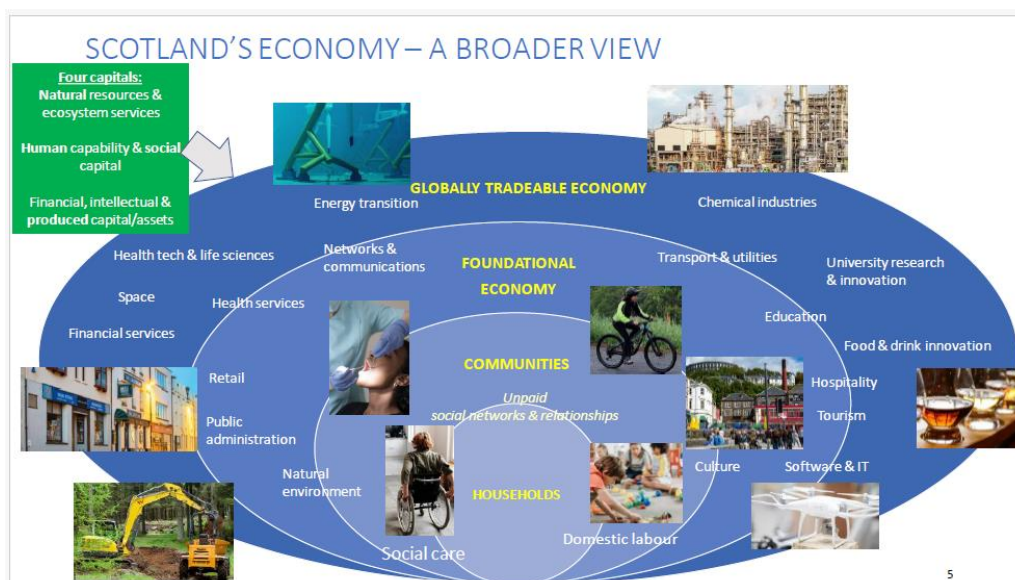 SCOTLAND'S ECONOMY – A BROADER VIEW
Four capitals:
Natural resources &
ecosystem services
Human capability & social
capital
Financial, intellectual &
produced capital/assets
GLOBALLY TRADEABLE ECONOMY
Energy transition
Chemical industries
Health tech & life sciences
Networks &
communications
FOUNDATIONAL
ECONOMY
Transport & utilities
University research
& innovation
Space
Health services
Education
Financial services
Food & drink innovation
COMMUNITIES
Retail
Hospitality
Unpaid
social networks & relationships
Tourism
Public
administration
Natural
environment
Culture
Software & IT
HOUSEHOLDS
Social care
Domestic labour
5